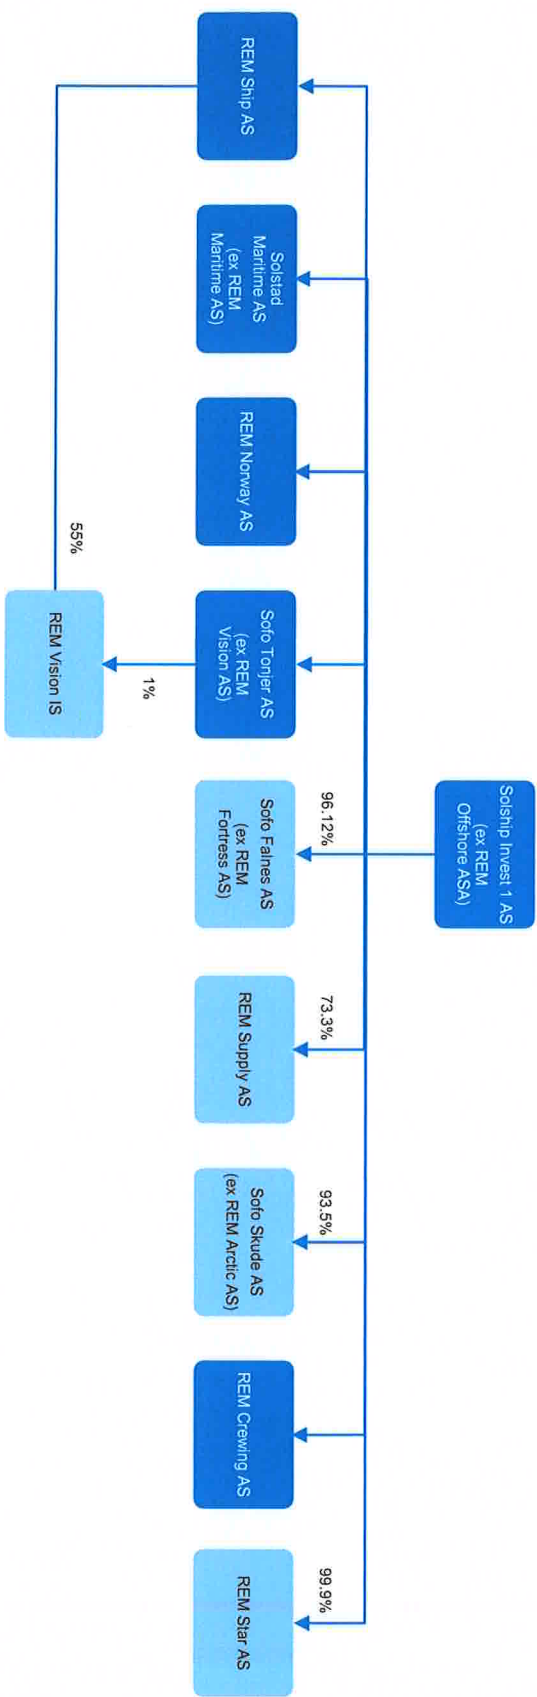 Solship Invest 1 AS
(ex REM
Offshore ASA)
96.12%
73.3%
93.5%
99.9%
REM Ship AS
Solstad
Maritime AS
(ex REM
Maritime AS)
REM Norway AS
Sofo Tonjer AS
(ex REM
Vision AS)
Sofo Falnes AS
(ex REM
Fortress AS)
REM Supply AS
Sofo Skude AS
(ex REM Arctic AS)
REM Crewing AS
REM Star AS
1%
55%
REM Vision IS